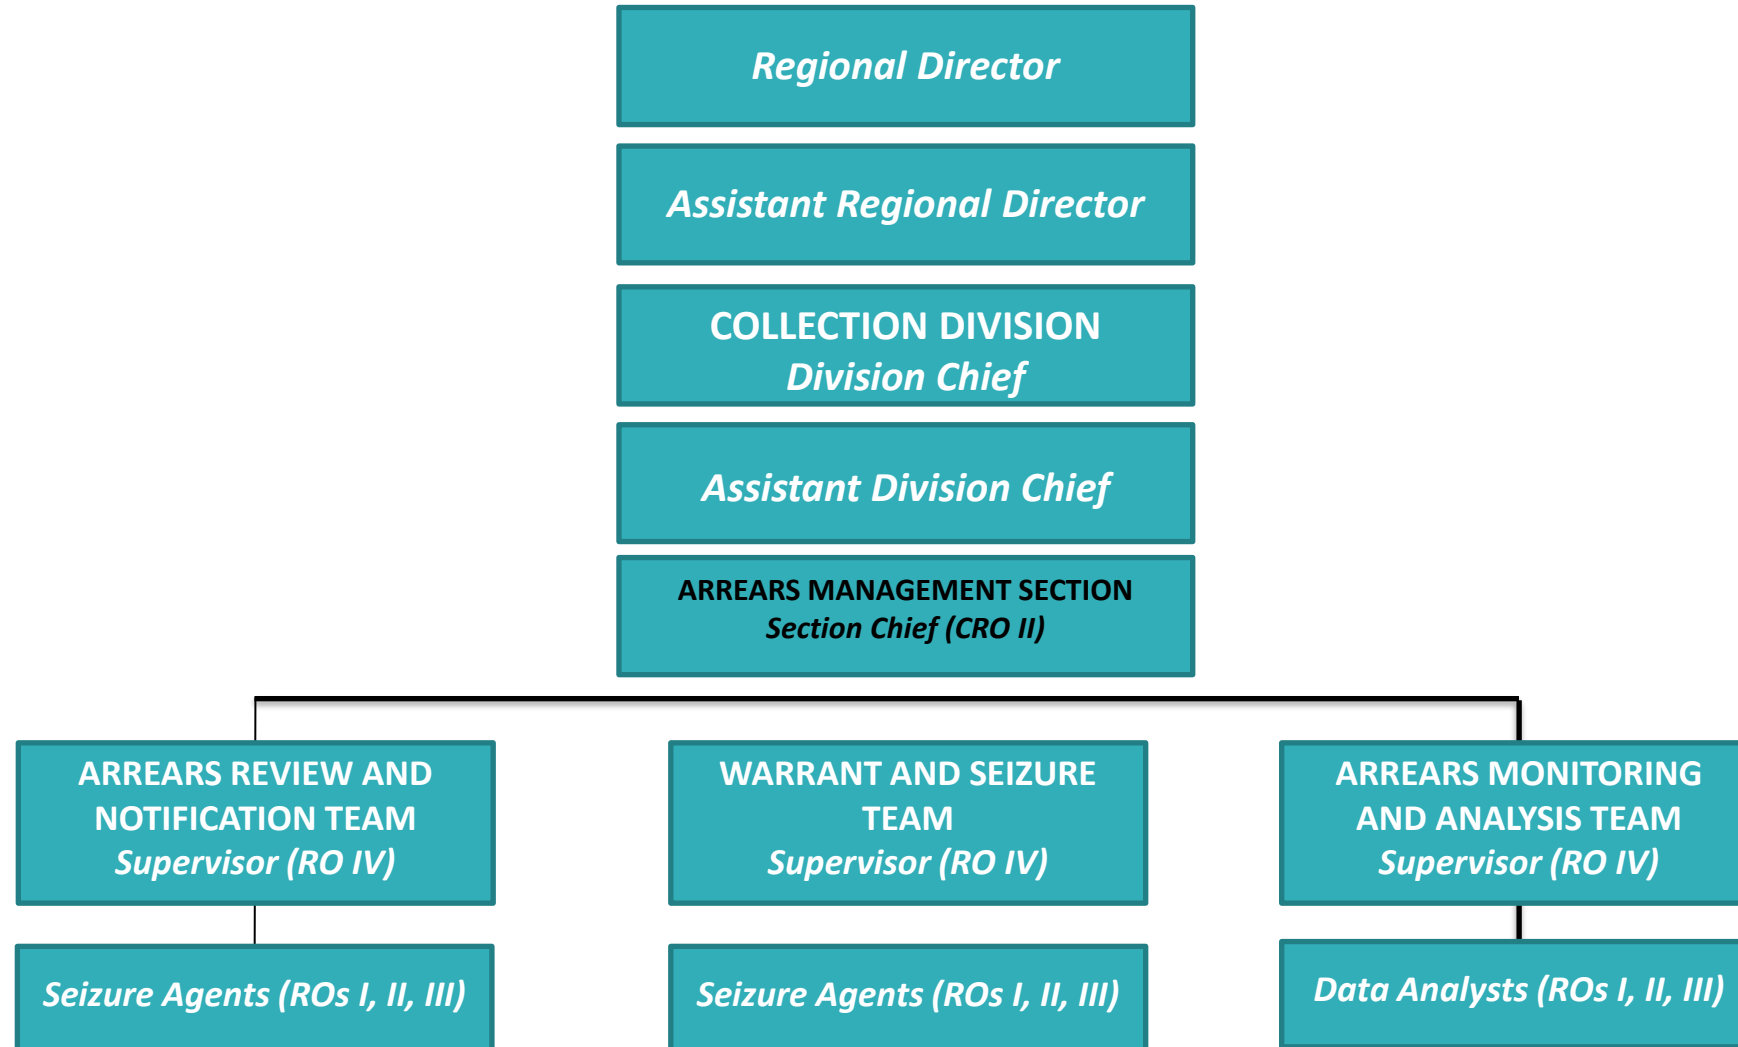 Regional Director
Assistant Regional Director
COLLECTION DIVISION
Division Chief
Assistant Division Chief
ARREARS MANAGEMENT SECTION
Section Chief (CRO II)
ARREARS REVIEW AND
NOTIFICATION TEAM
Supervisor (RO IV)
WARRANT AND SEIZURE
TEAM
Supervisor (RO IV)
ARREARS MONITORING
AND ANALYSIS TEAM
Supervisor (RO IV)
Seizure Agents (ROs I, II, III)
Seizure Agents (ROs I, II, III)
Data Analysts (ROs I, II, III)